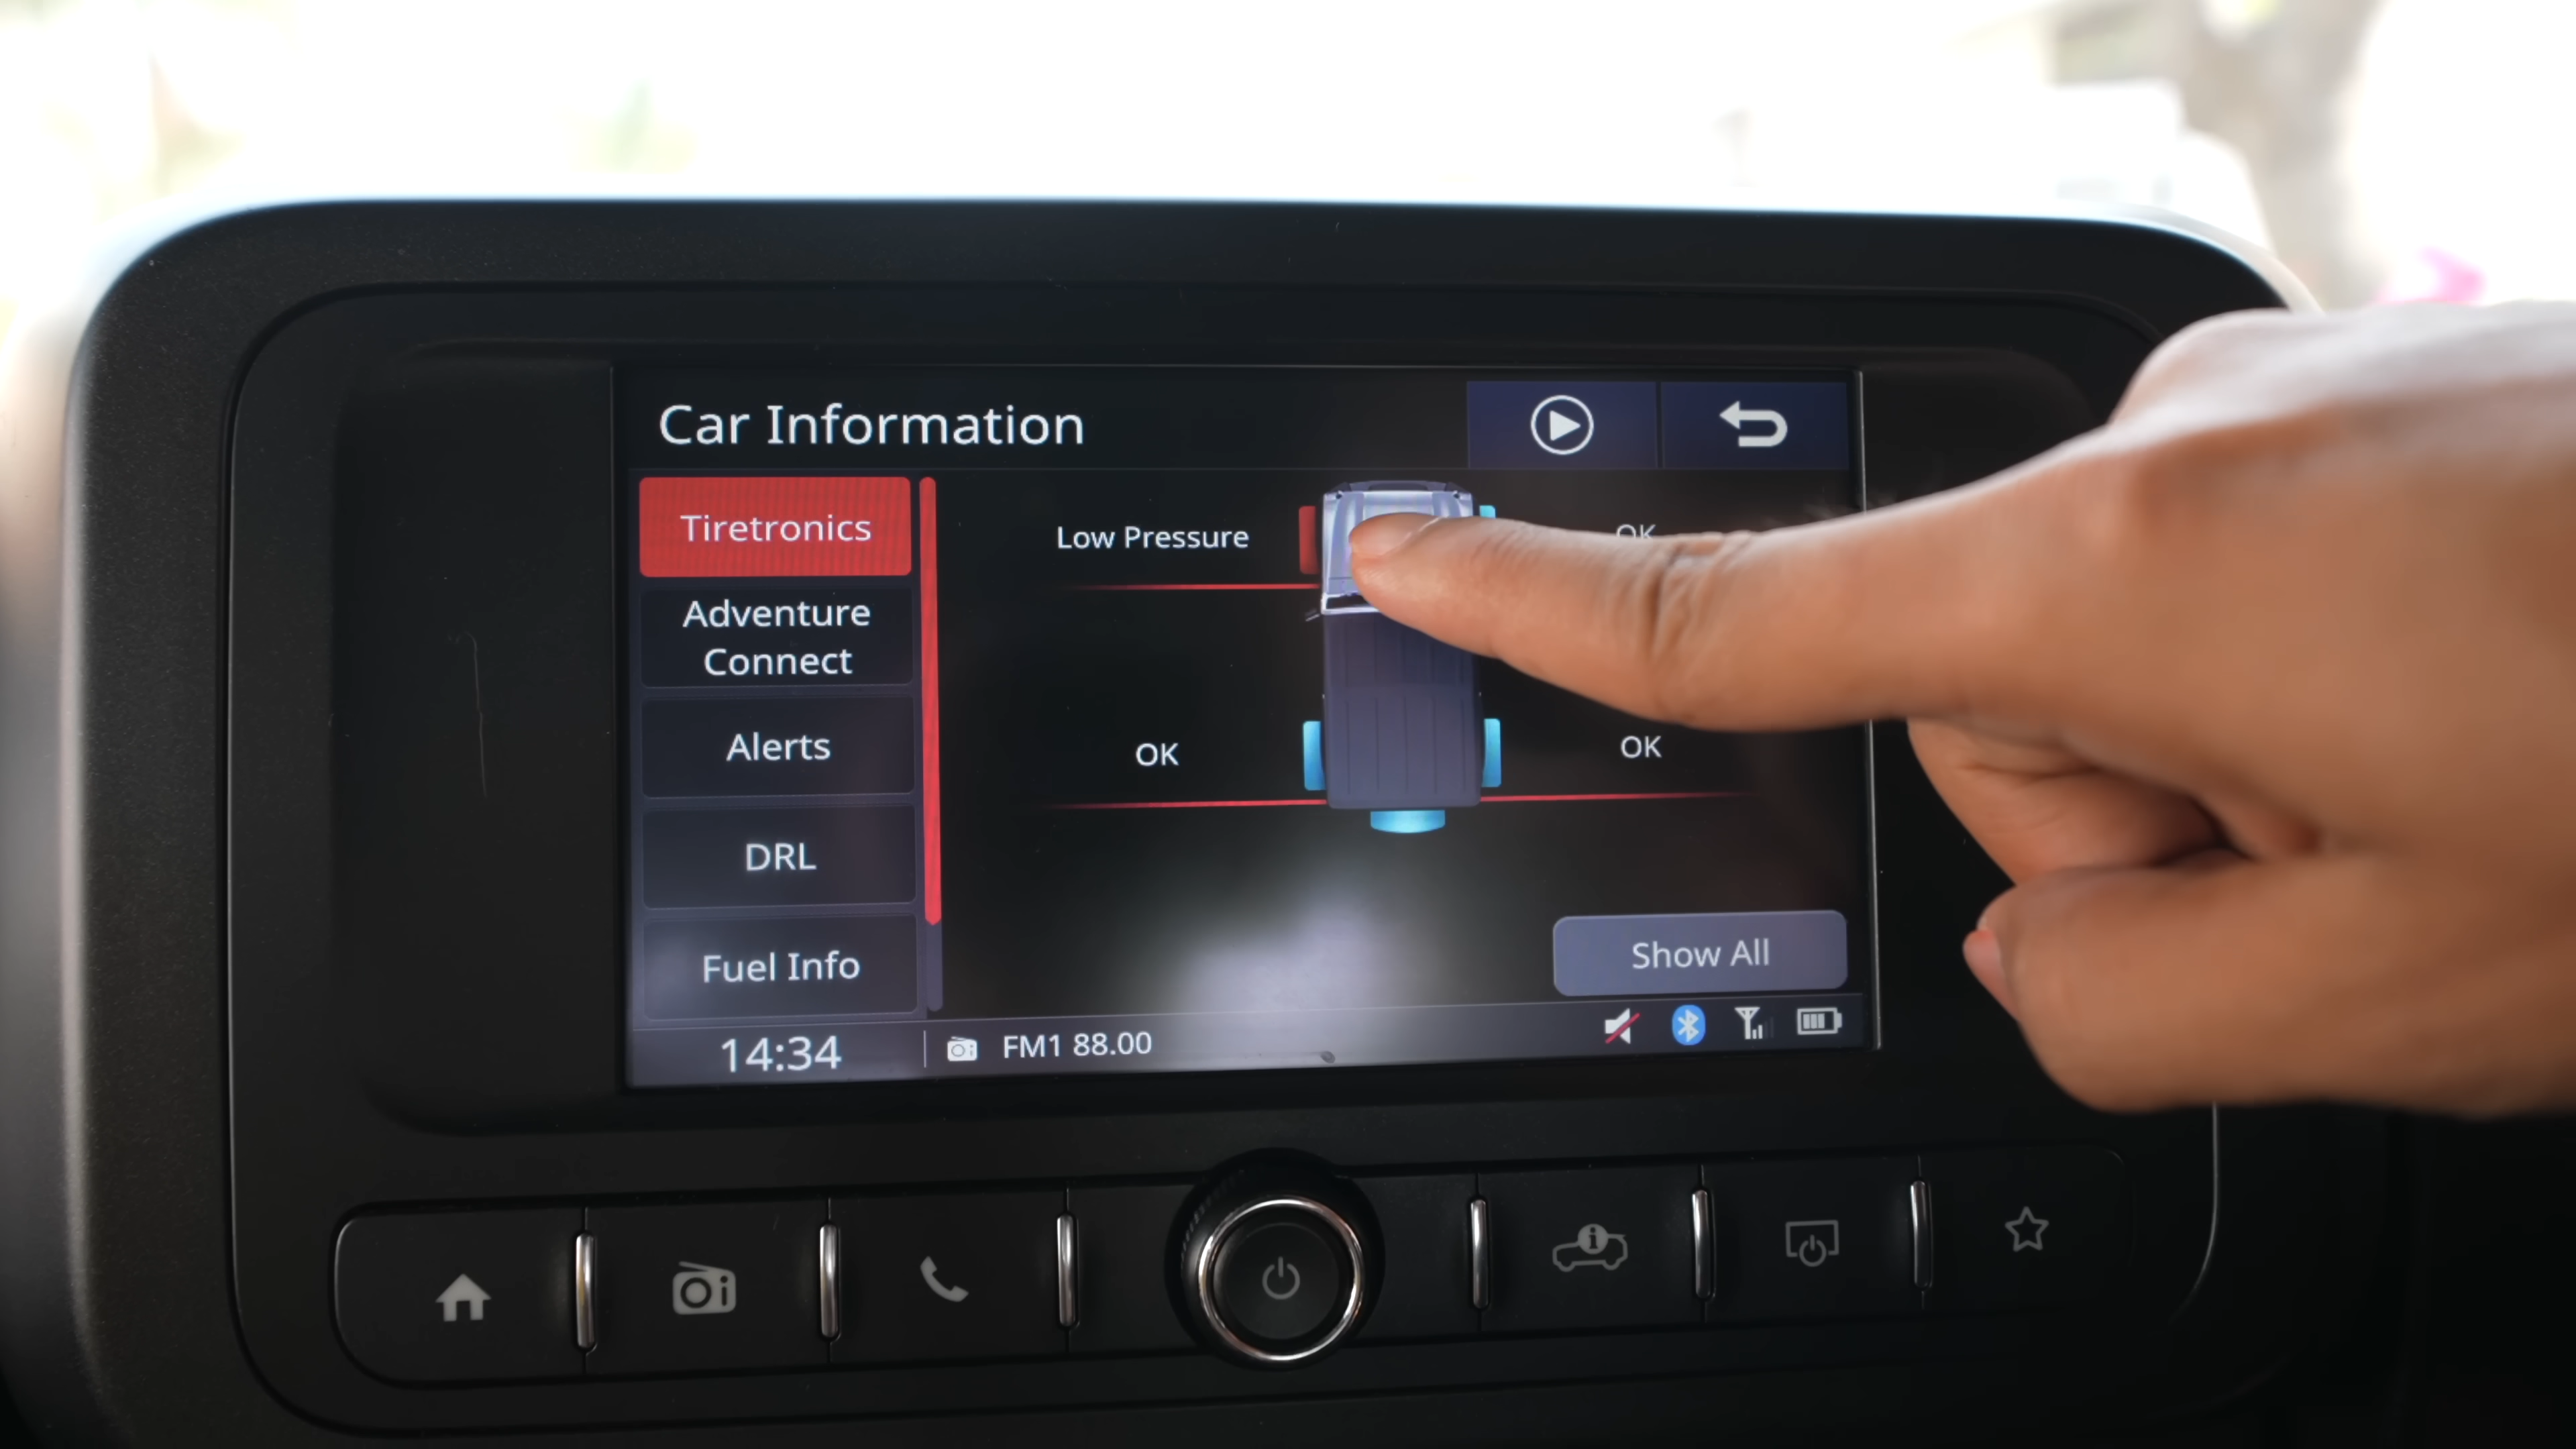 Car Information
Tiretronics
Low Pressure
OK
Adventure
Connect
Alerts
OK
OK
DRL
Fuel Info
Show All
14:34
FM1 88.00